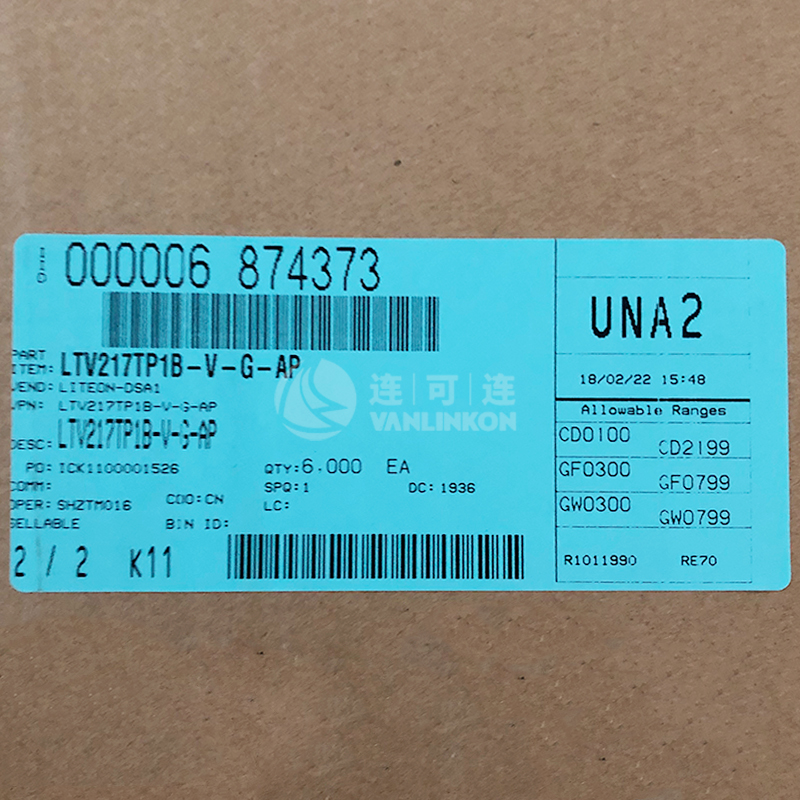 000006 874373
PART
ITEM: LTV217TP1B-V-G-AP
VEND: LITEON-DSA1
VPN: LTV217TP1B-V-G-AP
DESC: LTV217TP1B-V-G-AP
PO: ICK1100001526 QTY: 6.000 EA
COMM: SPQ: 1 DC: 1936
OPER: SHZTM016 COO: CN LC:
SELLABLE BIN ID:
2 / 2 K11
UNA2
18/02/22 15:48
Allowable Ranges
CD0100 CD2199
GF0300 GF0799
GW0300 GW0799
R1011990 RE70
连可连
VANLINKON